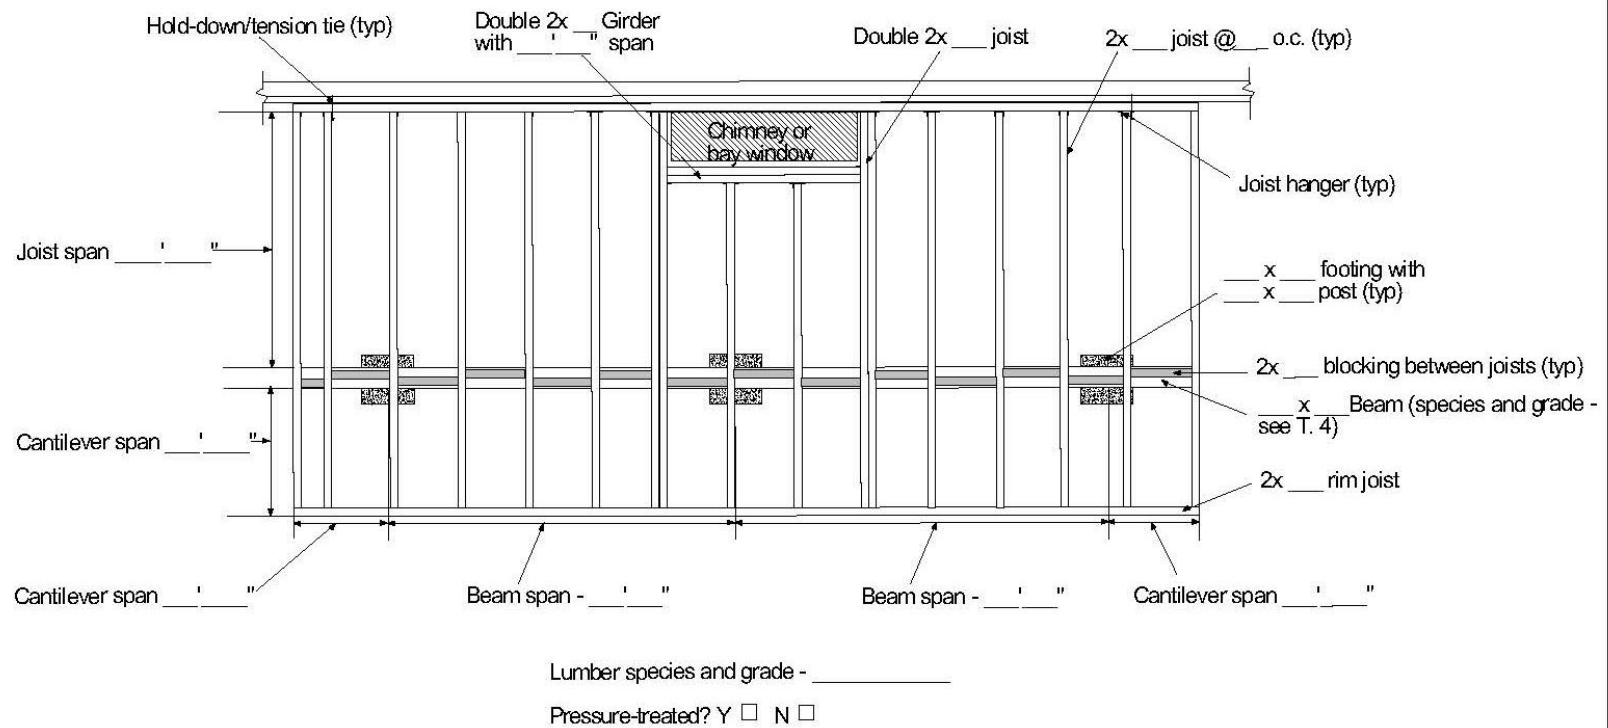 Hold-down/tension tie (typ)
Double 2x __ Girder
with ___'___" span
Double 2x ___ joist
2x ___ joist @___ o.c. (typ)
Chimney or
bay window
Joist hanger (typ)
Joist span ____'____"
___ x ___ footing with
___ x ___ post (typ)
2x ___ blocking between joists (typ)
___ x ___Beam (species and grade -
see T. 4)
Cantilever span ___'____"
2x ___ rim joist
Cantilever span ___'____"
Beam span - ___'___"
Beam span - ___'___"
Cantilever span ___'____"
Lumber species and grade - ____________
Pressure-treated? Y □ N □